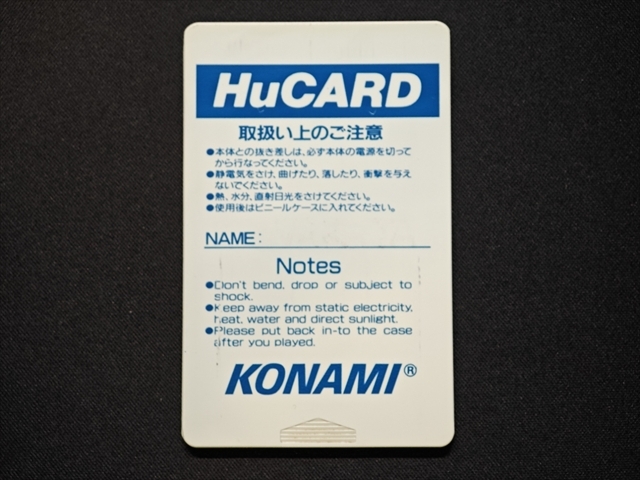 HuCARD
取扱い上のご注意
●本体との抜き差しは、必ず本体の電源を切って
から行なってください。
●静電気をさけ、曲げたり、落したり、衝撃を与え
ないでください。
●熱、水分、直射日光をさけてください。
●使用後はビニールケースに入れてください。
NAME:
Notes
●Don't bend, drop or subject to
shock.
●Keep away from static electricity,
heat, water and direct sunlight.
●Please put back in-to the case
after you played.
KONAMI®